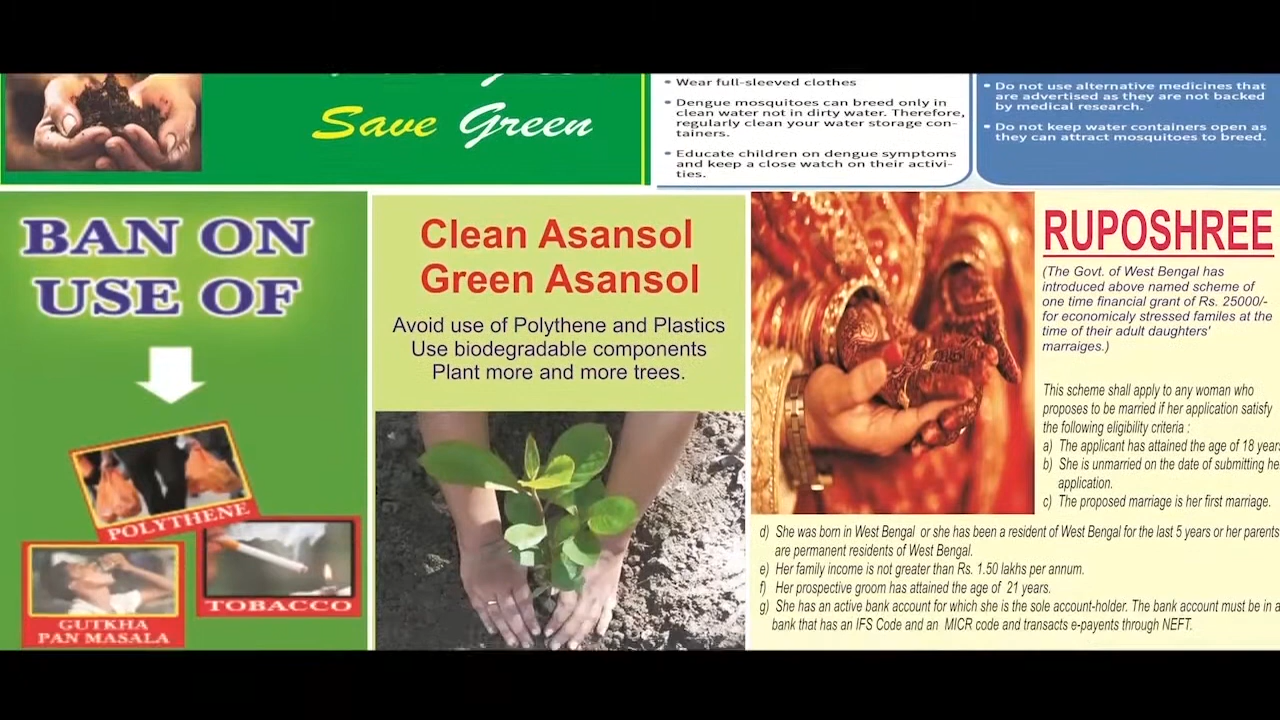 Save Green
• Wear full-sleeved clothes
• Dengue mosquitoes can breed only in
clean water not in dirty water. Therefore,
regularly clean your water storage con-
tainers.
• Educate children on dengue symptoms
and keep a close watch on their activi-
ties.
• Do not use alternative medicines that
are advertised as they are not backed
by medical research.
• Do not keep water containers open as
they can attract mosquitoes to breed.
BAN ON
USE OF
POLYTHENE
TOBACCO
GUTKHA
PAN MASALA
Clean Asansol
Green Asansol
Avoid use of Polythene and Plastics
Use biodegradable components
Plant more and more trees.
RUPOSHREE
(The Govt. of West Bengal has
introduced above named scheme of
one time financial grant of Rs. 25000/-
for economicaly stressed familes at the
time of their adult daughters'
marraiges.)
This scheme shall apply to any woman who
proposes to be married if her application satisfy
the following eligibility criteria :
a) The applicant has attained the age of 18 year
b) She is unmarried on the date of submitting he
application.
c) The proposed marriage is her first marriage.
d) She was born in West Bengal or she has been a resident of West Bengal for the last 5 years or her parents
are permanent residents of West Bengal.
e) Her family income is not greater than Rs. 1.50 lakhs per annum.
f) Her prospective groom has attained the age of 21 years.
g) She has an active bank account for which she is the sole account-holder. The bank account must be in a
bank that has an IFS Code and an MICR code and transacts e-payents through NEFT.